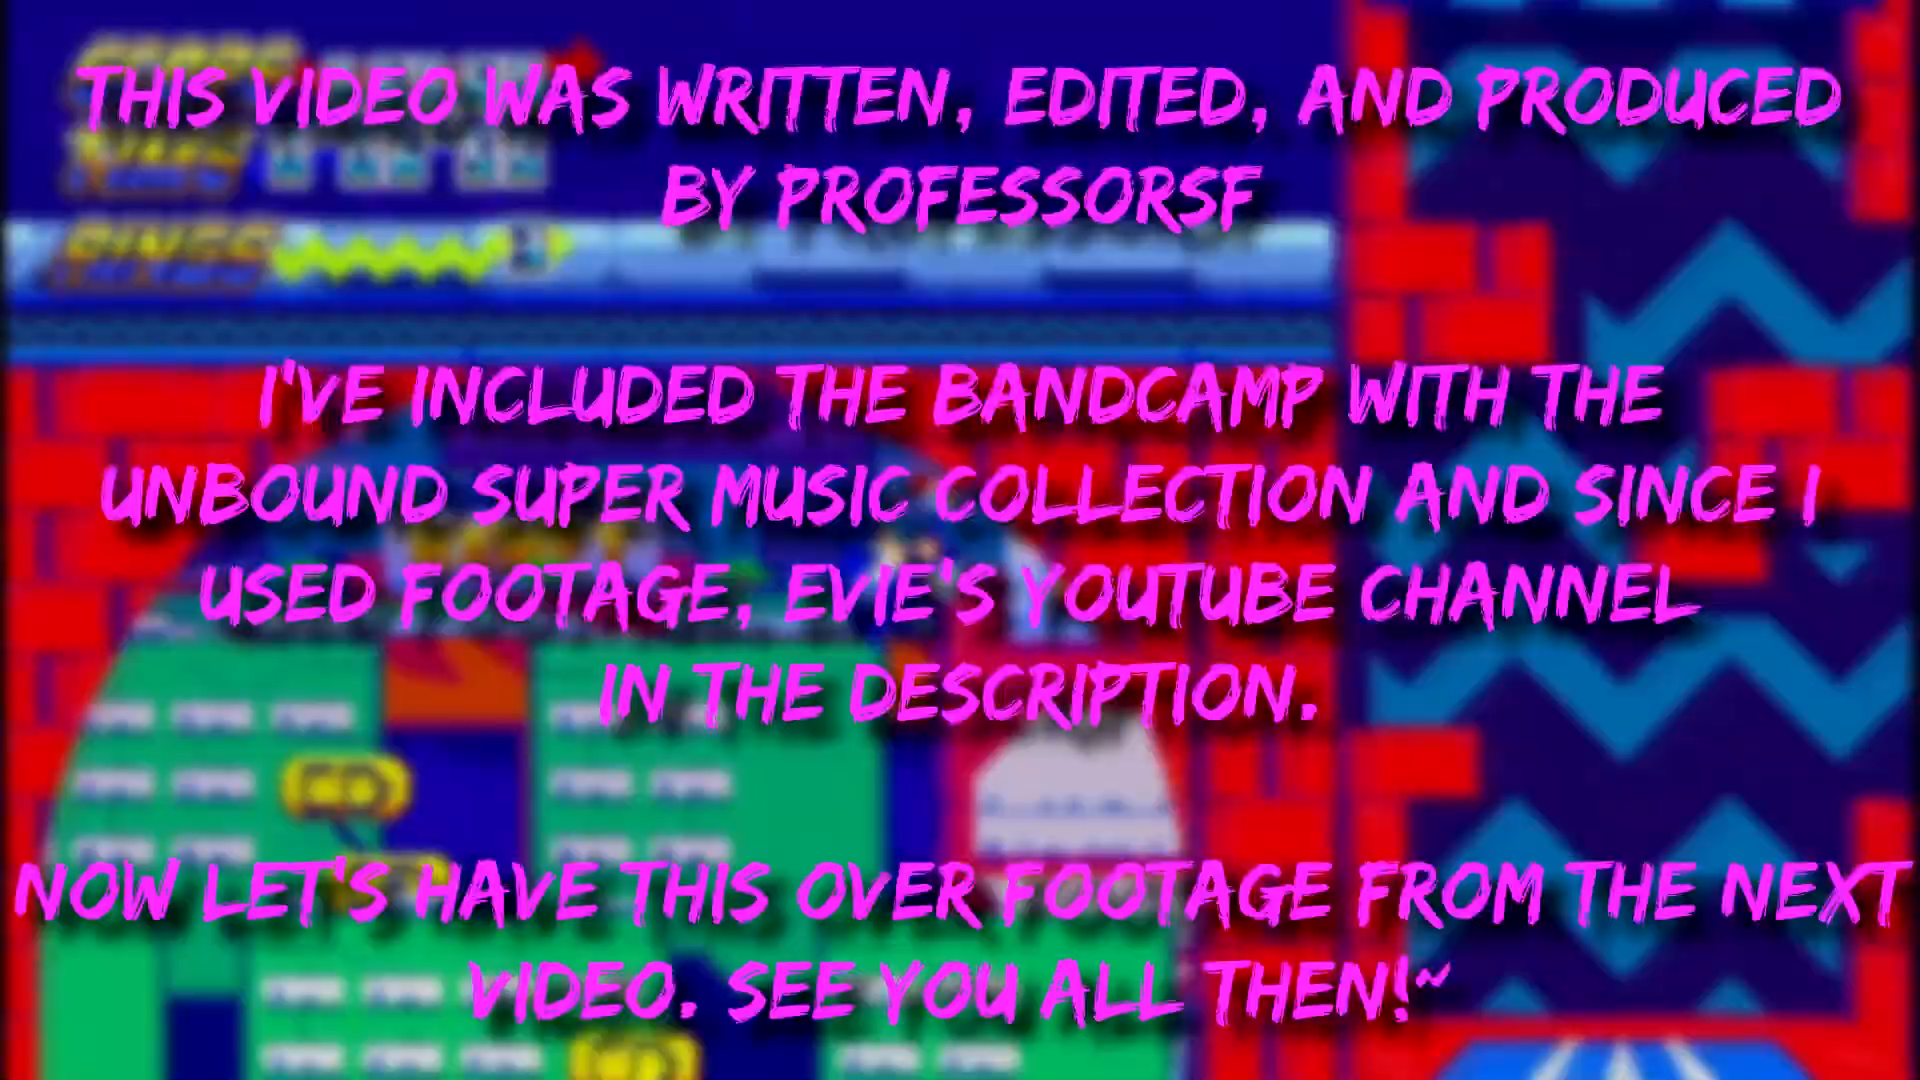 THIS VIDEO WAS WRITTEN, EDITED, AND PRODUCED
BY PROFESSORSF
I'VE INCLUDED THE BANDCAMP WITH THE
UNBOUND SUPER MUSIC COLLECTION AND SINCE I
USED FOOTAGE, EVIE'S YOUTUBE CHANNEL
IN THE DESCRIPTION.
NOW LET'S HAVE THIS OVER FOOTAGE FROM THE NEXT
VIDEO. SEE YOU ALL THEN!~